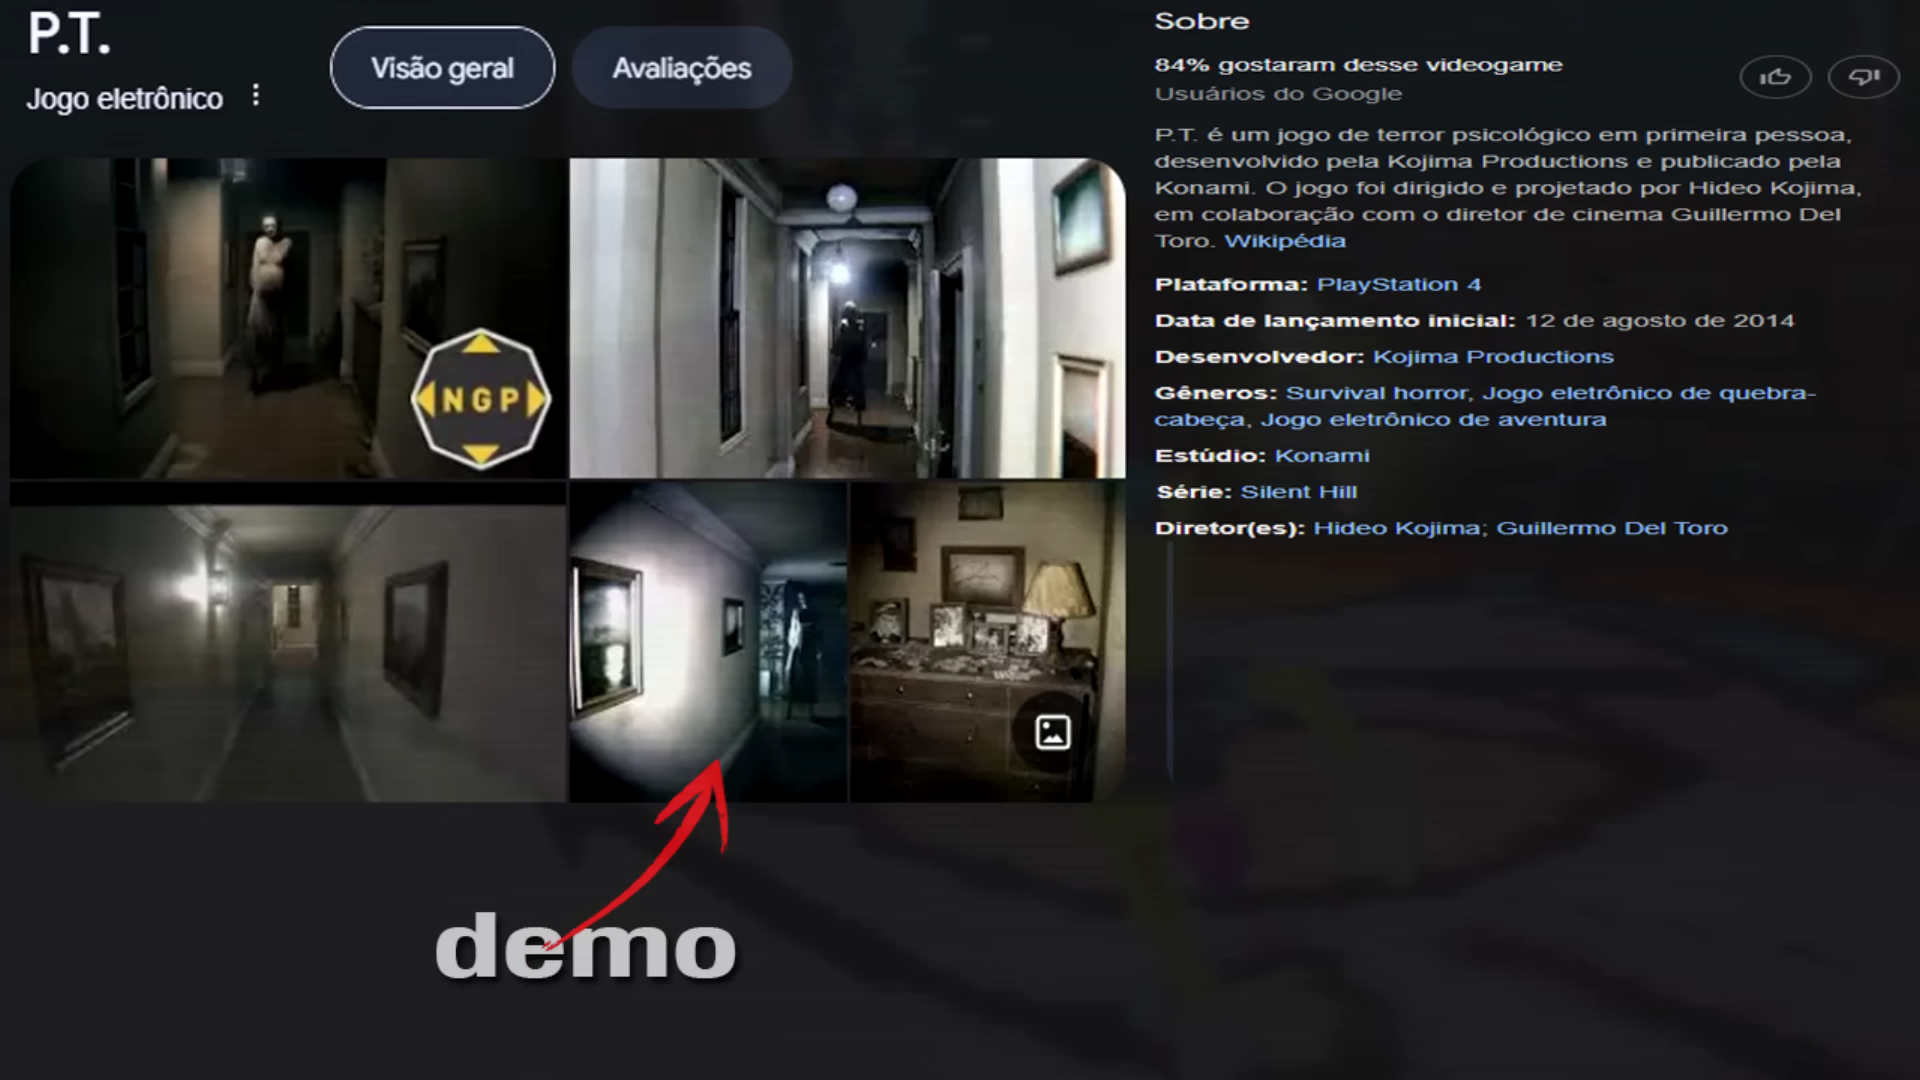 P.T.
Jogo eletrônico
Visão geral
Avaliações
NGP
demo
Sobre
84% gostaram desse videogame
Usuários do Google
P.T. é um jogo de terror psicológico em primeira pessoa,
desenvolvido pela Kojima Productions e publicado pela
Konami. O jogo foi dirigido e projetado por Hideo Kojima,
em colaboração com o diretor de cinema Guillermo Del
Toro. Wikipédia
Plataforma: PlayStation 4
Data de lançamento inicial: 12 de agosto de 2014
Desenvolvedor: Kojima Productions
Gêneros: Survival horror, Jogo eletrônico de quebra-
cabeça, Jogo eletrônico de aventura
Estúdio: Konami
Série: Silent Hill
Diretor(es): Hideo Kojima; Guillermo Del Toro